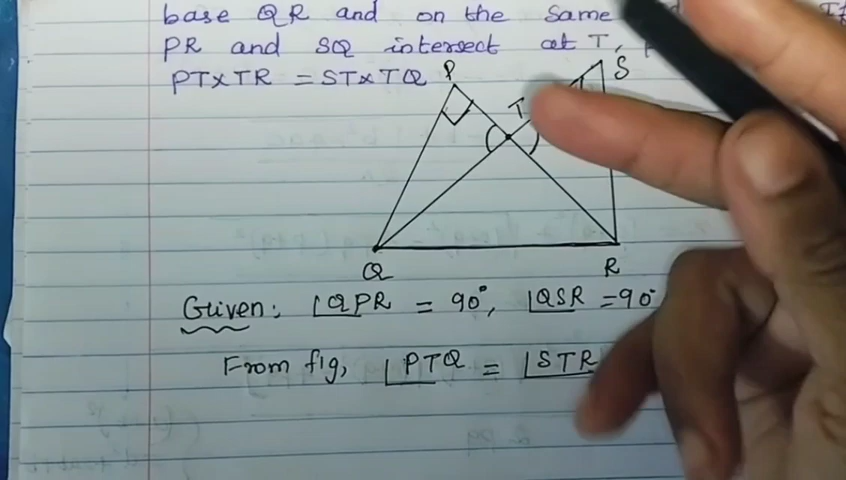 base QR and on the same
PR and SQ intersect at T,
PT×TR = ST×TQ
P
S
T
Q
R
Given: ∠QPR = 90°, ∠QSR = 90°
From fig, ∠PTQ = ∠STR